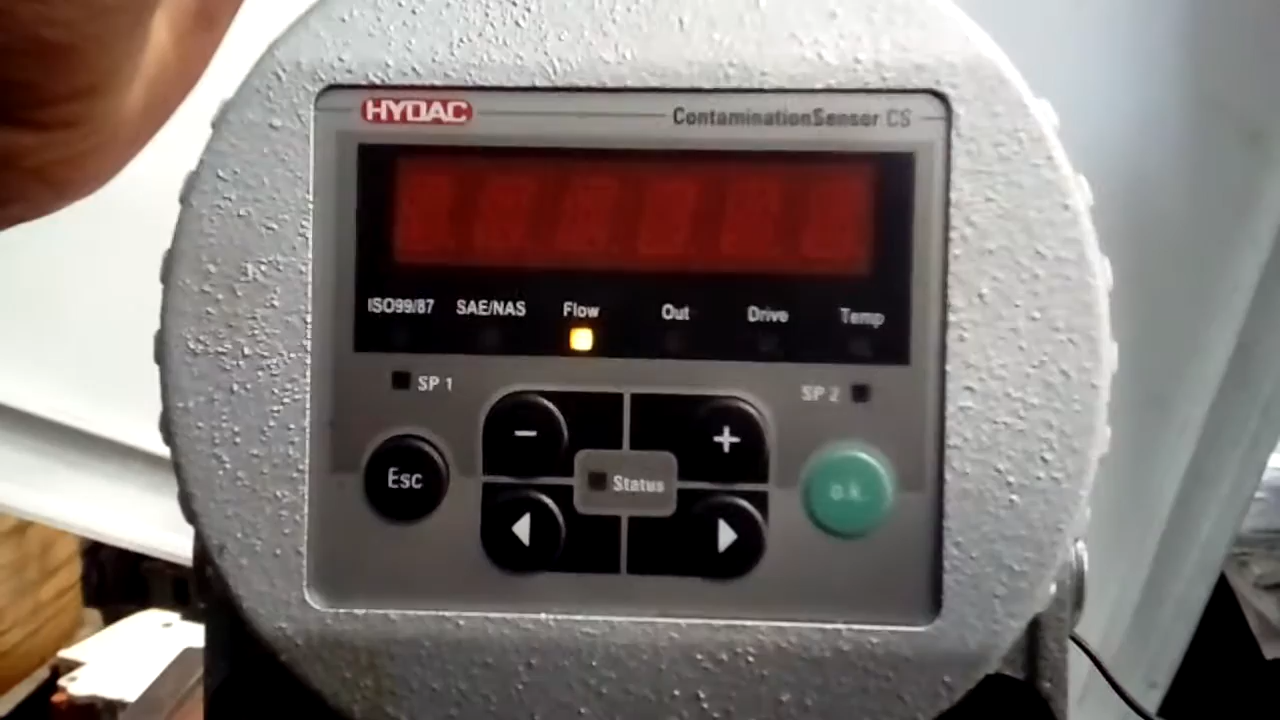 HYDAC
ContaminationSensor CS
ISO99/87 SAE/NAS Flow Out Drive Temp
SP 1
SP 2
- +
Esc
Status
o.k.